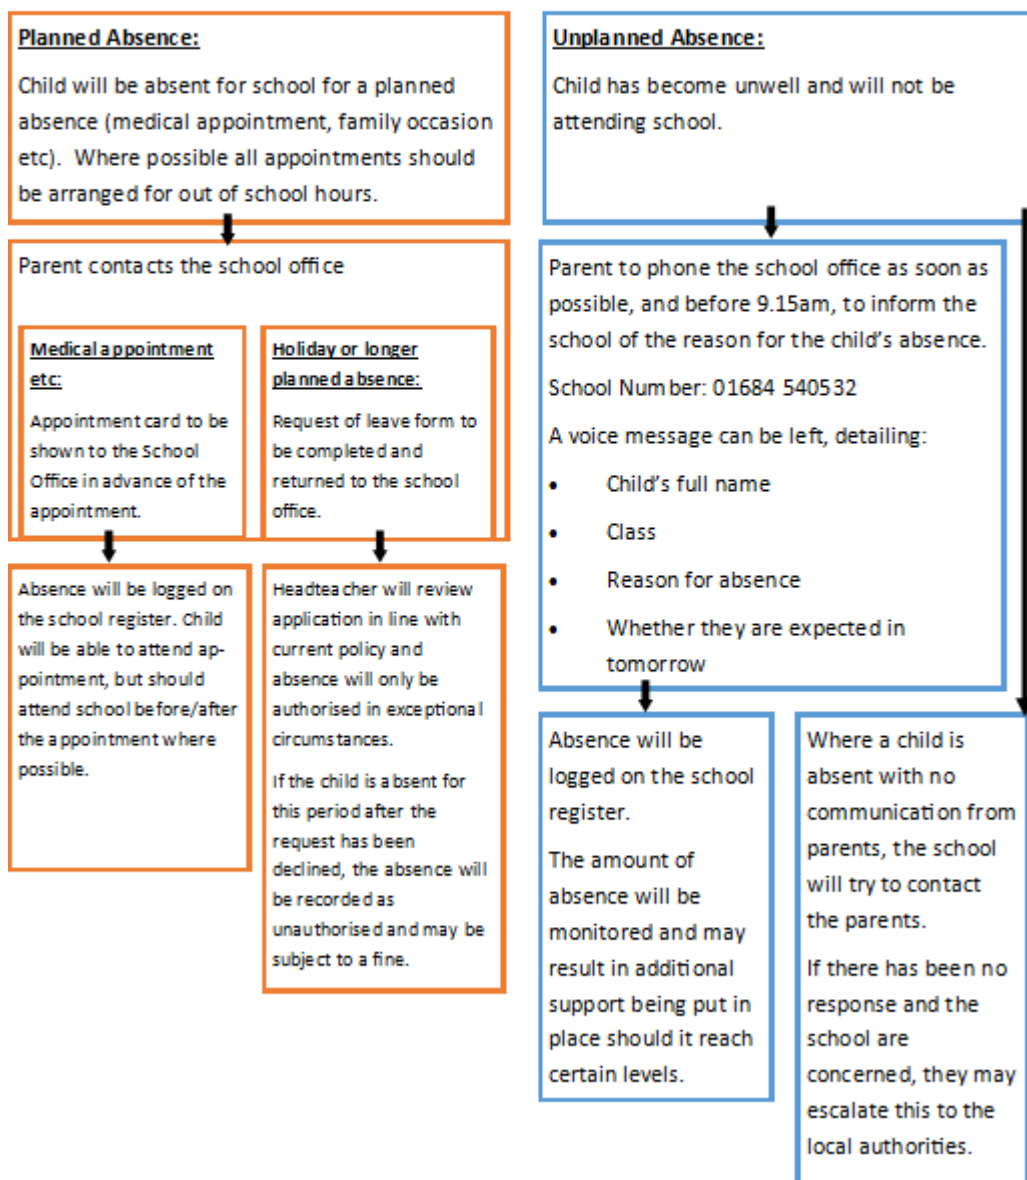 Planned Absence:
Child will be absent for school for a planned
absence (medical appointment, family occasion
etc).  Where possible all appointments should
be arranged for out of school hours.
Parent contacts the school office
Medical appointment
etc:
Appointment card to be
shown to the School
Office in advance of the
appointment.
Holiday or longer
planned absence:
Request of leave form to
be completed and
returned to the school
office.
Absence will be logged on
the school register. Child
will be able to attend ap-
pointment, but should
attend school before/after
the appointment where
possible.
Headteacher will review
application in line with
current policy and
absence will only be
authorised in exceptional
circumstances.
If the child is absent for
this period after the
request has been
declined, the absence will
be recorded as
unauthorised and may be
subject to a fine.
Unplanned Absence:
Child has become unwell and will not be
attending school.
Parent to phone the school office as soon as
possible, and before 9.15am, to inform the
school of the reason for the child’s absence.
School Number: 01684 540532
A voice message can be left, detailing:
• Child’s full name
• Class
• Reason for absence
• Whether they are expected in
tomorrow
Absence will be
logged on the school
register.
The amount of
absence will be
monitored and may
result in additional
support being put in
place should it reach
certain levels.
Where a child is
absent with no
communication from
parents, the school
will try to contact
the parents.
If there has been no
response and the
school are
concerned, they may
escalate this to the
local authorities.